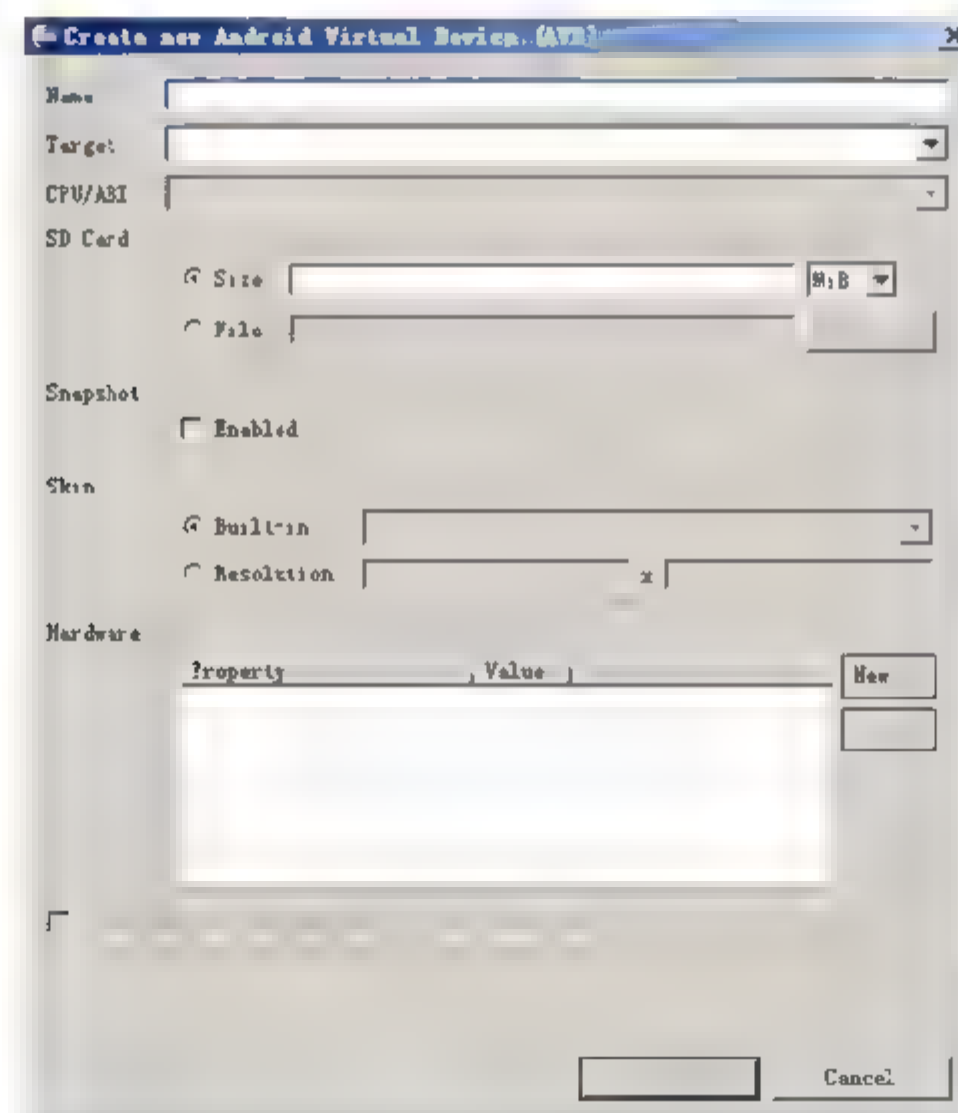 Create new Android Virtual Device (AVD)
Name
Target
CPU/ABI
SD Card
Size MiB
File
Snapshot
Enabled
Skin
Built-in
Resolution x
Hardware
Property Value New
Cancel